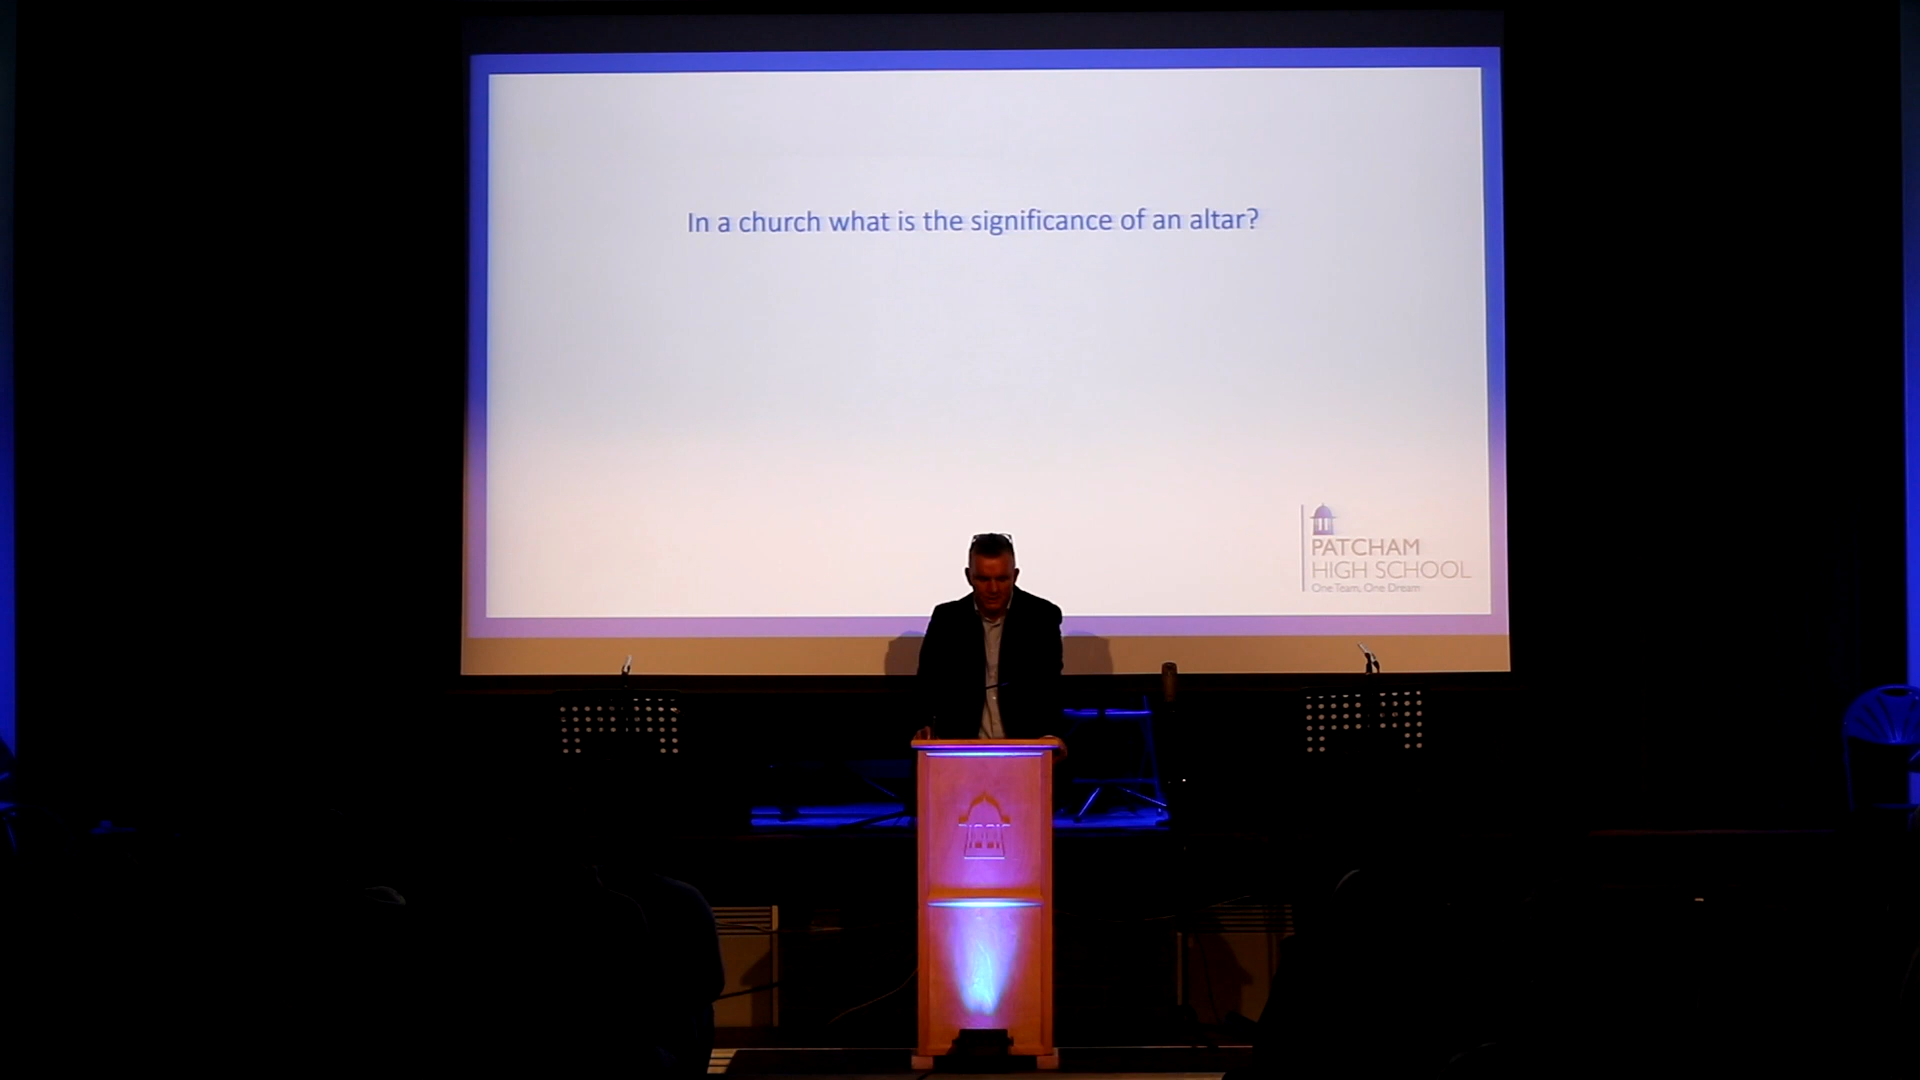 In a church what is the significance of an altar?
PATCHAM
HIGH SCHOOL
One Team, One Dream